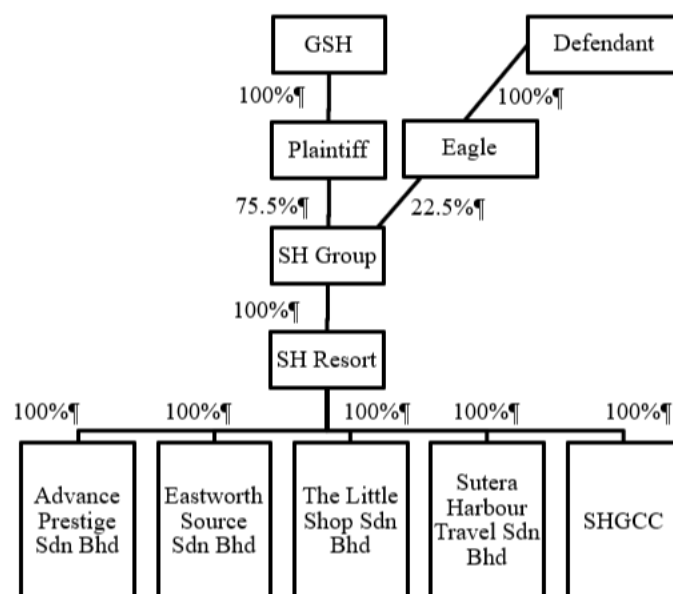 GSH
Defendant
100%¶
100%¶
Plaintiff
Eagle
75.5%¶
22.5%¶
SH Group
100%¶
SH Resort
100%¶
100%¶
100%¶
100%¶
100%¶
Advance
Prestige
Sdn Bhd
Eastworth
Source
Sdn Bhd
The Little
Shop Sdn
Bhd
Sutera
Harbour
Travel Sdn
Bhd
SHGCC